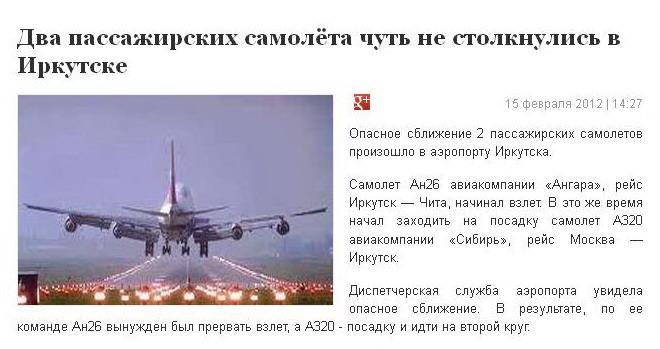 Два пассажирских самолёта чуть не столкнулись в
Иркутске
g+
15 февраля 2012 | 14:27
Опасное сближение 2 пассажирских самолетов
произошло в аэропорту Иркутска.
Самолет Ан26 авиакомпании «Ангара», рейс
Иркутск — Чита, начинал взлет. В это же время
начал заходить на посадку самолет А320
авиакомпании «Сибирь», рейс Москва —
Иркутск.
Диспетчерская служба аэропорта увидела
опасное сближение. В результате, по ее
команде Ан26 вынужден был прервать взлет, а А320 - посадку и идти на второй круг.